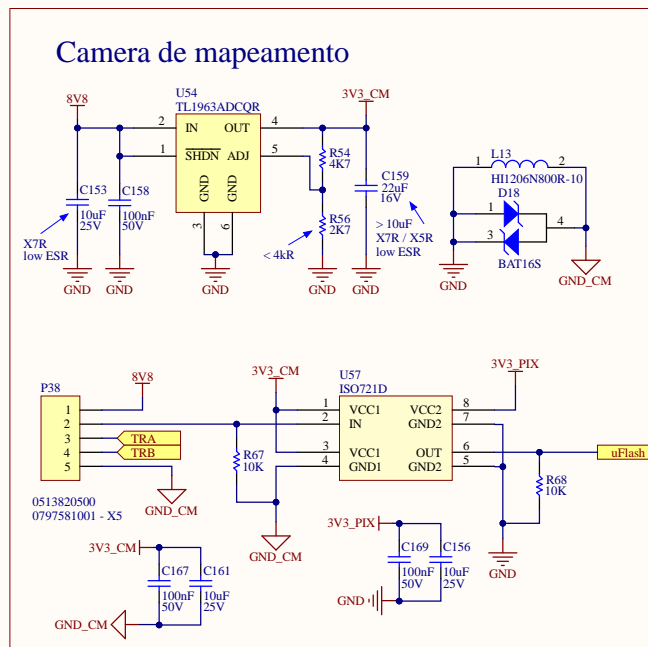 Camera de mapeamento
8V8
U54
TL1963ADCQR
2
IN
OUT
4
1
SHDN
ADJ
5
GND
GND
3
6
3V3_CM
R54
4K7
C153
10uF
25V
C158
100nF
50V
X7R
low ESR
R56
2K7
< 4kR
C159
22uF
16V
> 10uF
X7R / X5R
low ESR
GND
GND
GND
GND
GND
L13
1
2
HI1206N800R-10
D18
1
3
4
BAT16S
GND
GND_CM
P38
8V8
1
2
3
4
5
TRA
TRB
0513820500
0797581001 - X5
GND_CM
3V3_CM
R67
10K
GND_CM
U57
ISO721D
1
VCC1
VCC2
8
2
IN
GND2
7
3
VCC1
OUT
6
4
GND1
GND2
5
3V3_PIX
uFlash
R68
10K
GND
3V3_CM
C167
100nF
50V
C161
10uF
25V
GND_CM
3V3_PIX
C169
100nF
50V
C156
10uF
25V
GND